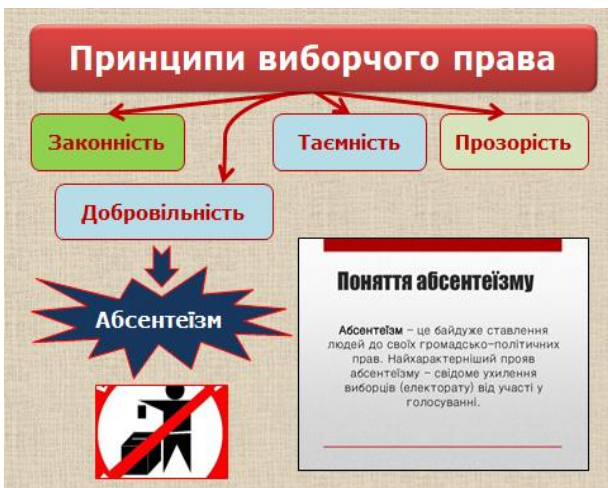 Принципи виборчого права
Законність
Таємність
Прозорість
Добровільність
Абсентеїзм
Поняття абсентеїзму
Абсентеїзм – це байдуже ставлення
людей до своїх громадсько-політичних
прав. Найхарактерніший прояв
абсентеїзму – свідоме ухилення
виборців (електорату) від участі у
голосуванні.